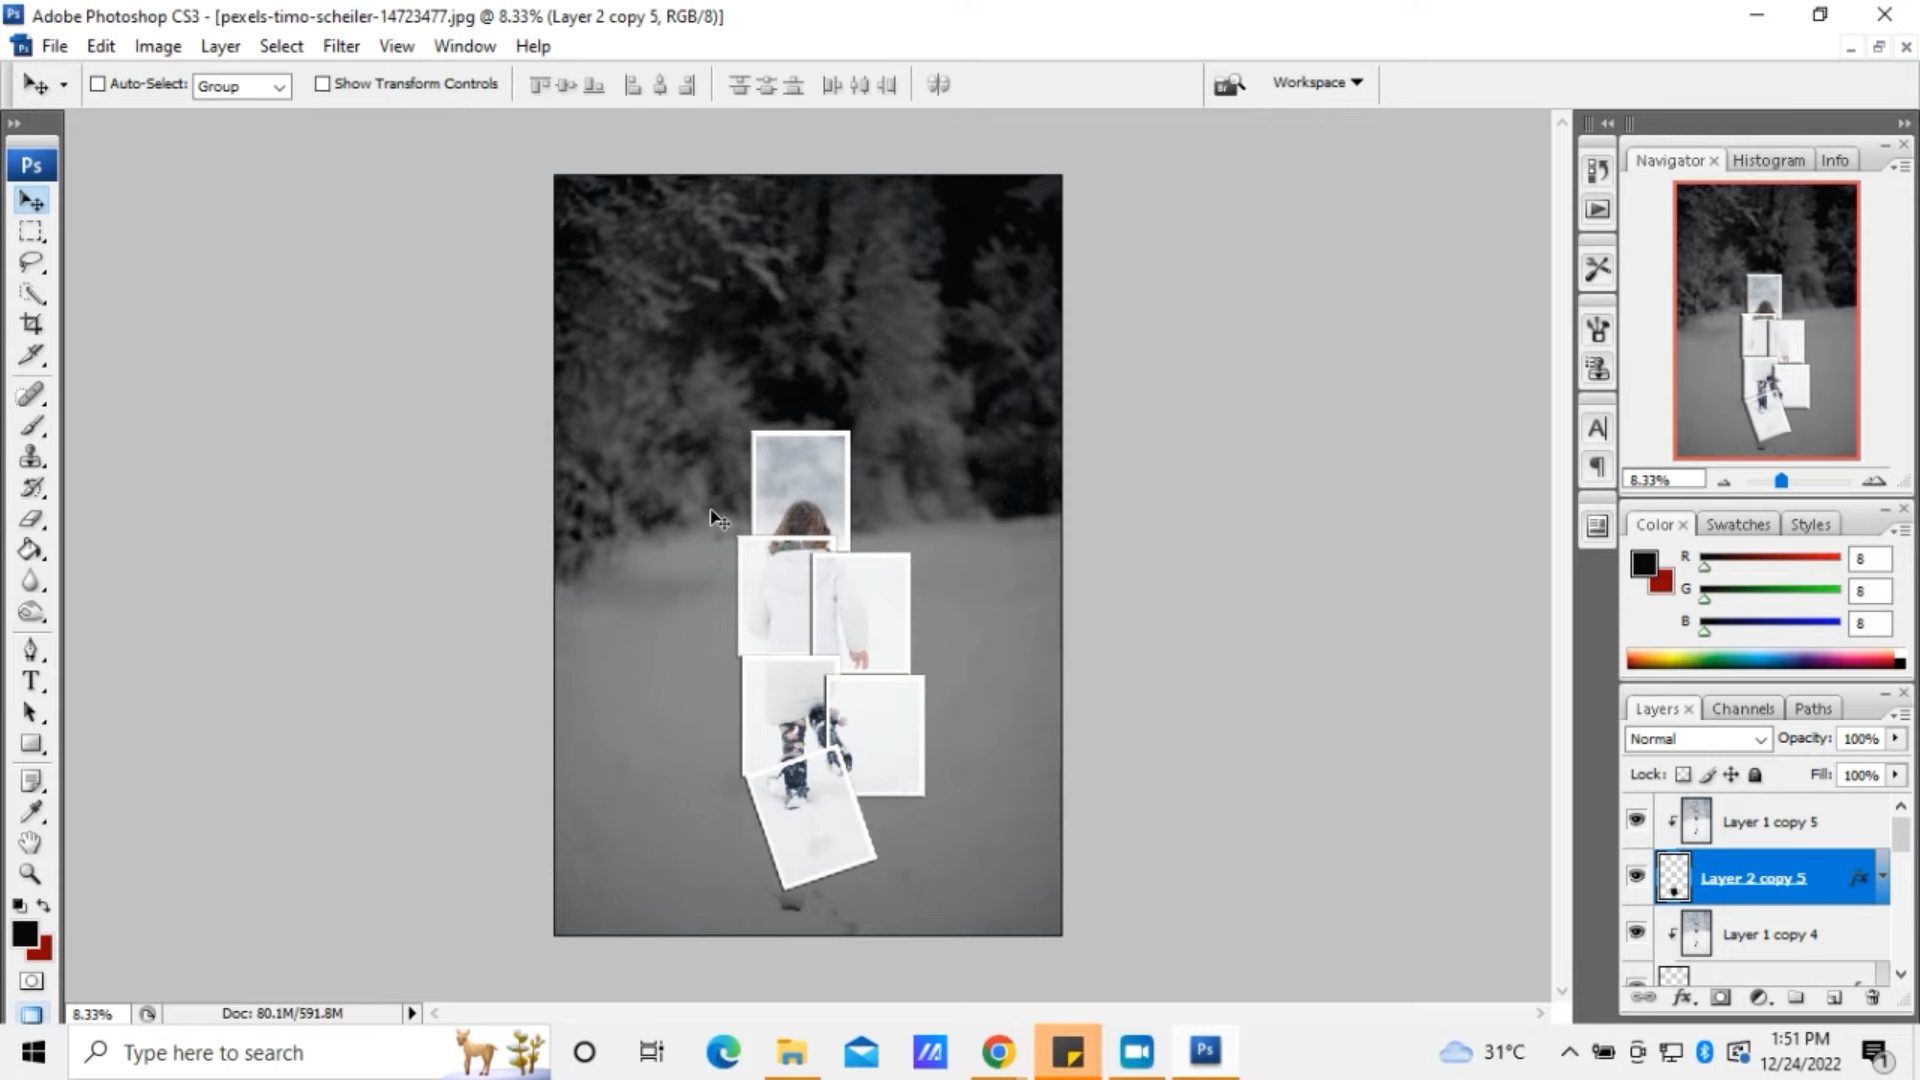 Adobe Photoshop CS3 - [pexels-timo-scheiler-14723477.jpg @ 8.33% (Layer 2 copy 5, RGB/8)]
File Edit Image Layer Select Filter View Window Help
Auto-Select: Group Show Transform Controls Workspace
Ps
Navigator Histogram Info
8.33%
Color Swatches Styles
R 8
G 8
B 8
Layers Channels Paths
Normal Opacity: 100%
Lock: Fill: 100%
Layer 1 copy 5
Layer 2 copy 5 fx
Layer 1 copy 4
8.33% Doc: 80.1M/591.8M
Type here to search
Ps
31°C
1:51 PM
12/24/2022
1